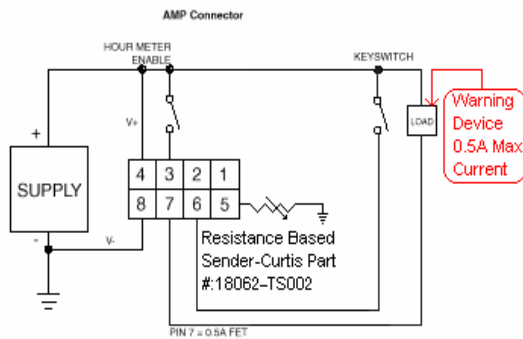 AMP Connector
HOUR METER
ENABLE
KEYSWITCH
Warning
Device
0.5A Max
Current
LOAD
V+
+
SUPPLY
-
V-
4 3 2 1
8 7 6 5
Resistance Based
Sender-Curtis Part
#:18062-TS002
PIN 7 = 0.5A FET